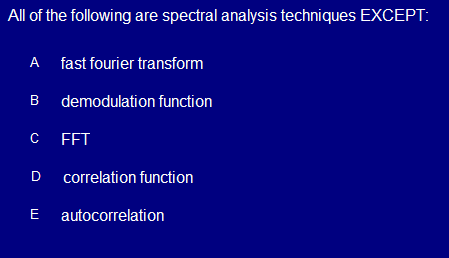 All of the following are spectral analysis techniques EXCEPT:
A fast fourier transform
B demodulation function
C FFT
D correlation function
E autocorrelation